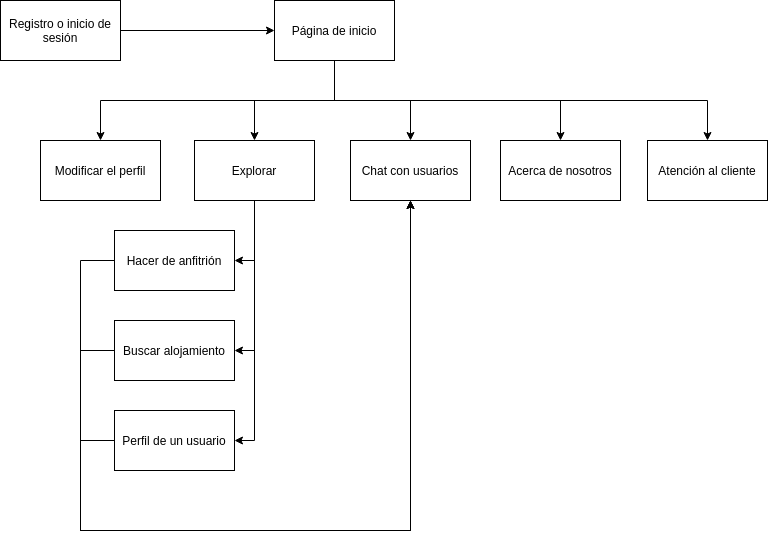 Registro o inicio de
sesión
Página de inicio
Modificar el perfil
Explorar
Chat con usuarios
Acerca de nosotros
Atención al cliente
Hacer de anfitrión
Buscar alojamiento
Perfil de un usuario